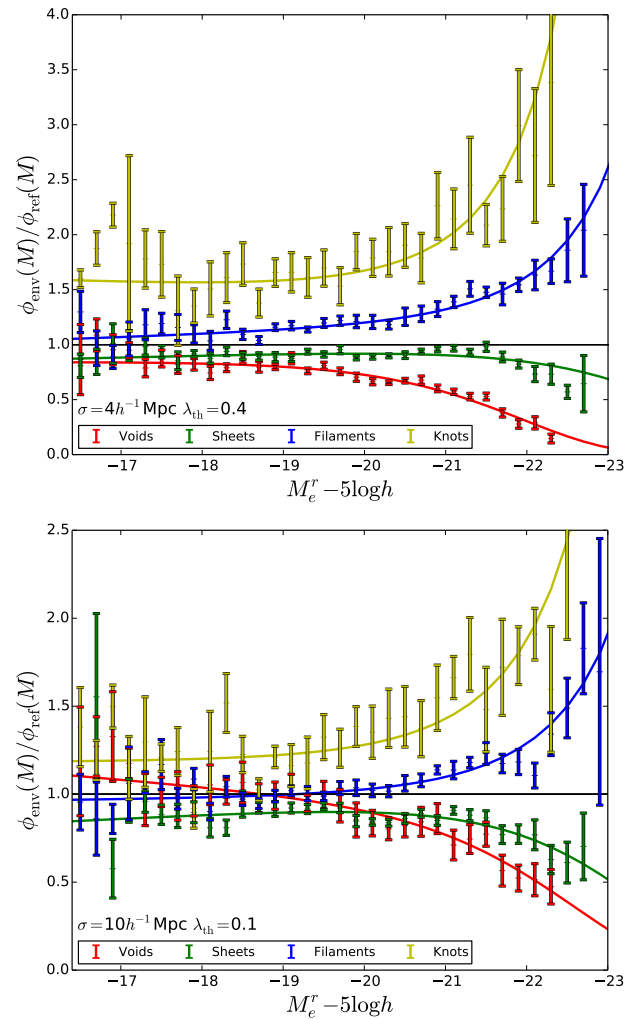 4.0
3.5
3.0
2.5
2.0
1.5
1.0
0.5
0.0
ϕenv(M)/ϕref(M)
σ=4h⁻¹ Mpc λth=0.4
Voids Sheets Filaments Knots
−17 −18 −19 −20 −21 −22 −23
Mₑʳ −5logh
2.5
2.0
1.5
1.0
0.5
0.0
ϕenv(M)/ϕref(M)
σ=10h⁻¹ Mpc λth=0.1
Voids Sheets Filaments Knots
−17 −18 −19 −20 −21 −22 −23
Mₑʳ −5logh